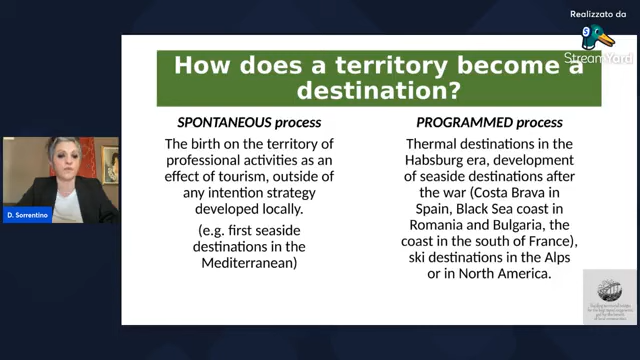 Realizzato da
StreamYard
How does a territory become a
destination?
SPONTANEOUS process
The birth on the territory of
professional activities as an
effect of tourism, outside of
any intention strategy
developed locally.
(e.g. first seaside
destinations in the
Mediterranean)
PROGRAMMED process
Thermal destinations in the
Habsburg era, development
of seaside destinations after
the war (Costa Brava in
Spain, Black Sea coast in
Romania and Bulgaria, the
coast in the south of France),
ski destinations in the Alps
or in North America.
D. Sorrentino